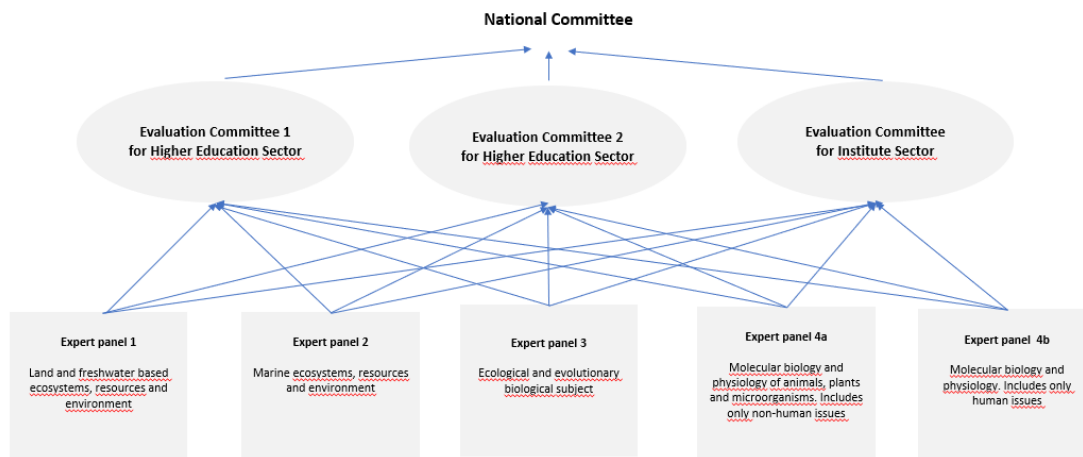 National Committee
Evaluation Committee 1
for Higher Education Sector
Evaluation Committee 2
for Higher Education Sector
Evaluation Committee
for Institute Sector
Expert panel 1
Land and freshwater based
ecosystems, resources and
environment
Expert panel 2
Marine ecosystems, resources
and environment
Expert panel 3
Ecological and evolutionary
biological subject
Expert panel 4a
Molecular biology and
physiology of animals, plants
and microorganisms. Includes
only non-human issues
Expert panel 4b
Molecular biology and
physiology. Includes only
human issues